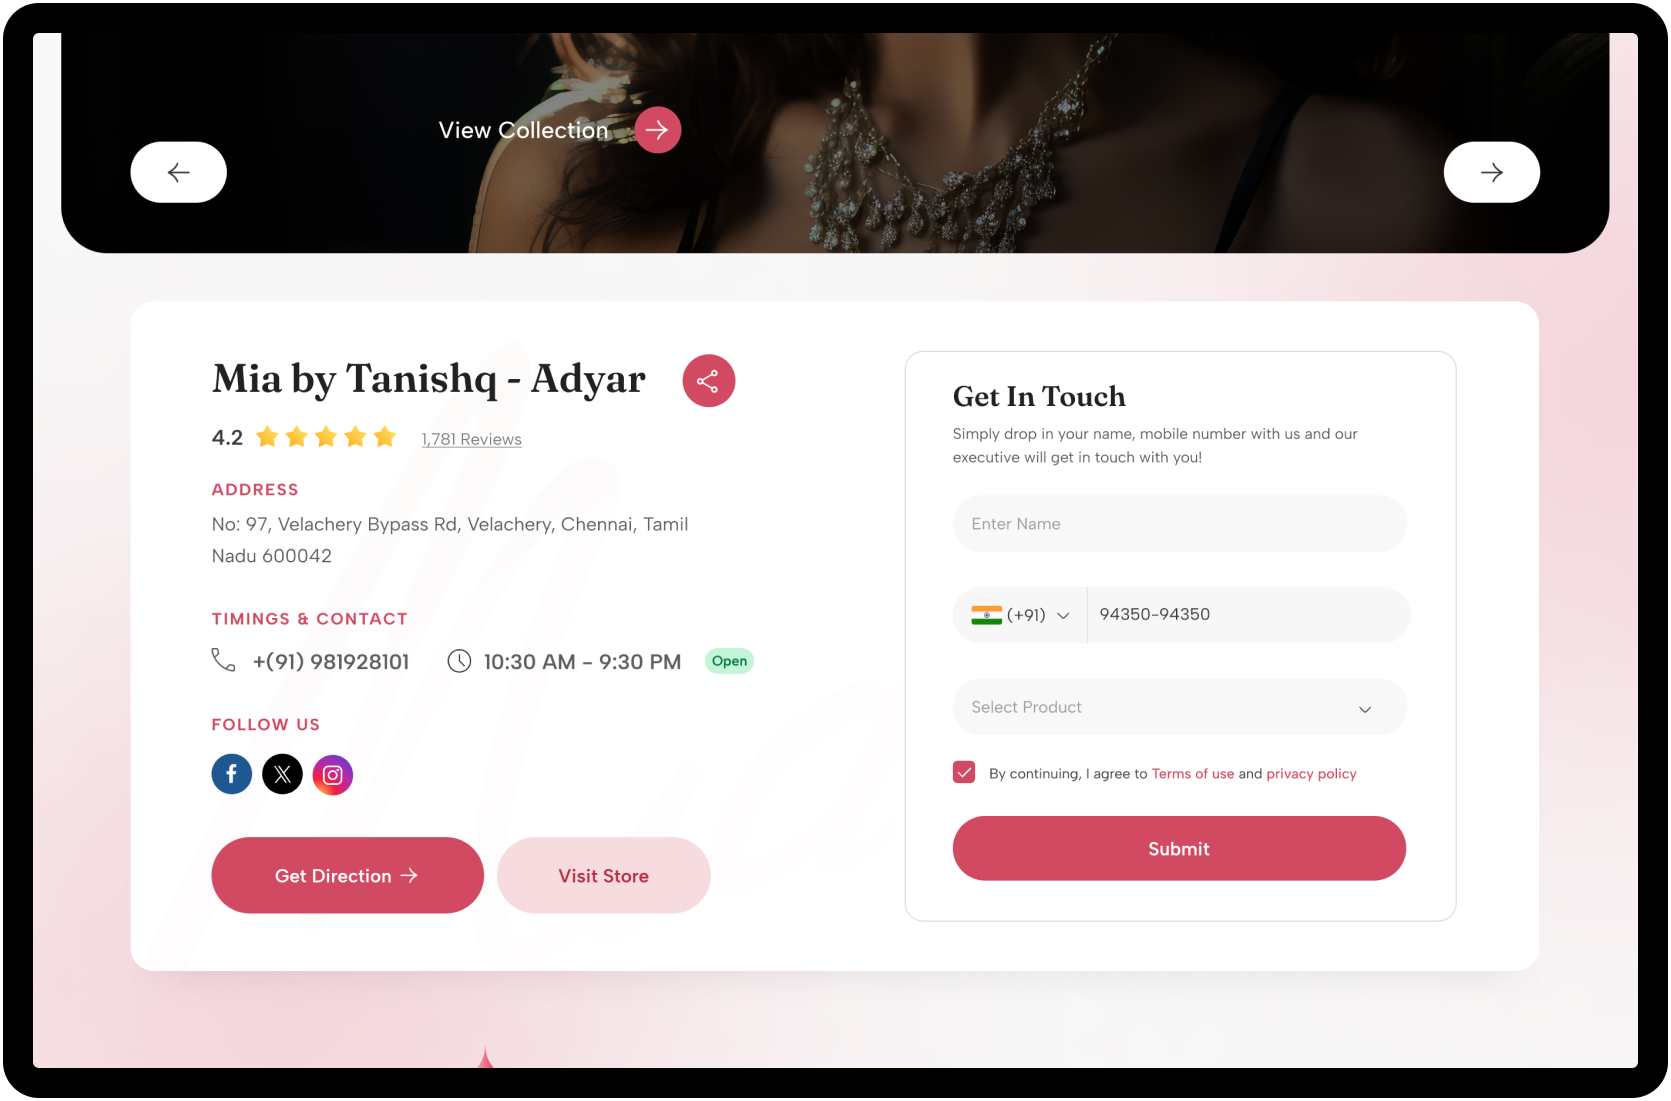 View Collection
Mia by Tanishq - Adyar
4.2
1,781 Reviews
ADDRESS
No: 97, Velachery Bypass Rd, Velachery, Chennai, Tamil
Nadu 600042
TIMINGS & CONTACT
+(91) 981928101
10:30 AM - 9:30 PM
Open
FOLLOW US
Get Direction
Visit Store
Get In Touch
Simply drop in your name, mobile number with us and our
executive will get in touch with you!
Enter Name
(+91)
94350-94350
Select Product
By continuing, I agree to Terms of use and privacy policy
Submit